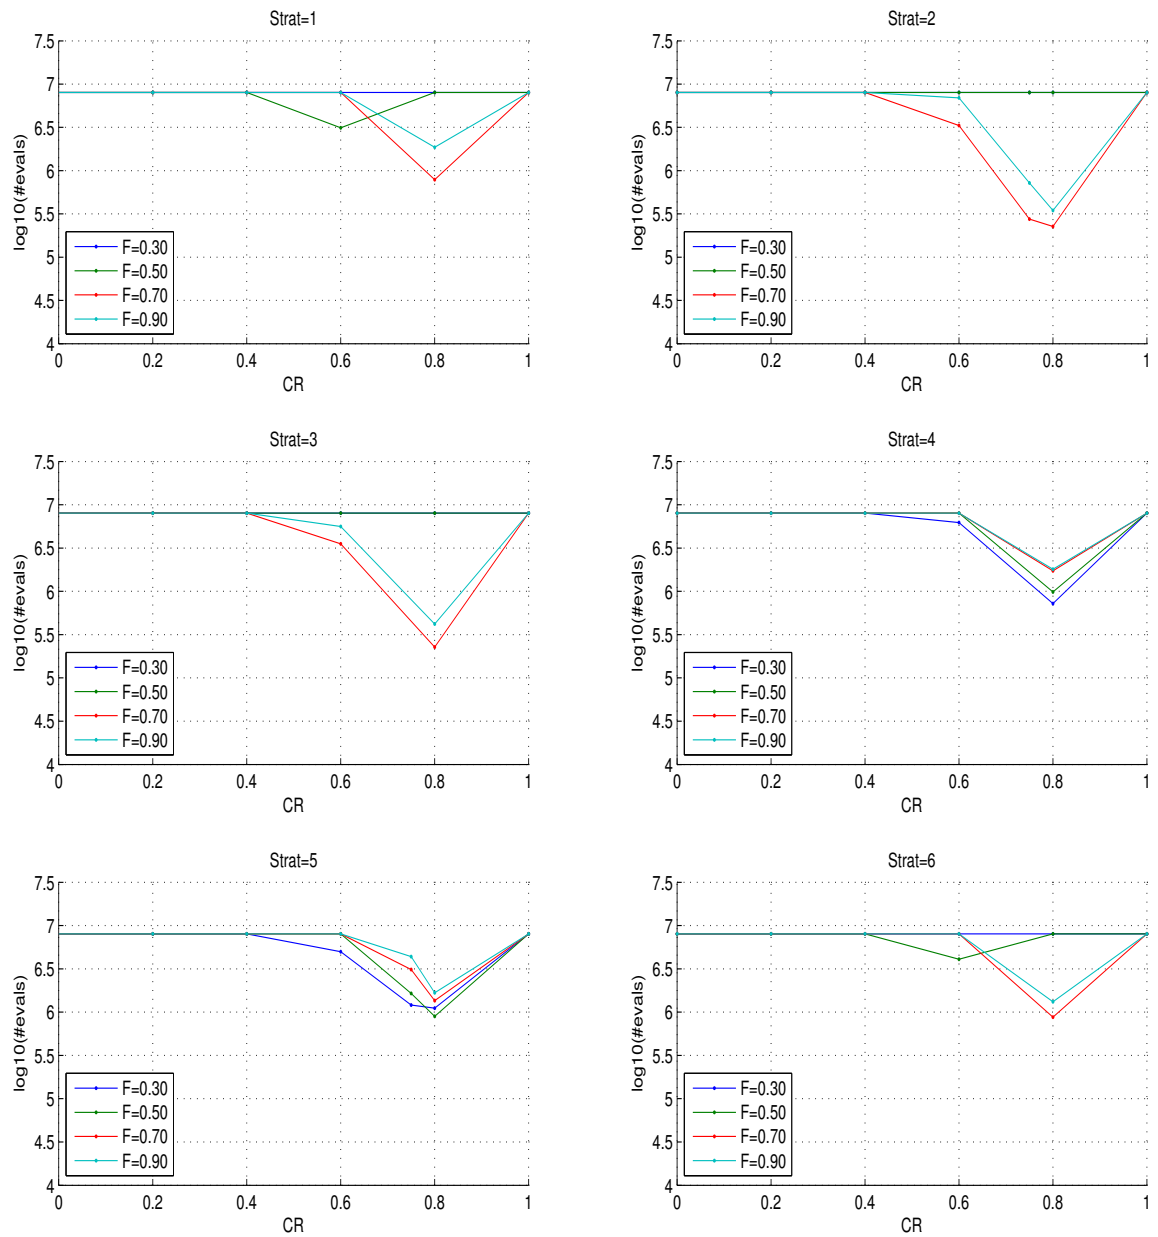 Strat=1
7.5
7
6.5
6
5.5
5
4.5
4
log10(#evals)
F=0.30
F=0.50
F=0.70
F=0.90
0 0.2 0.4 0.6 0.8 1
CR
Strat=2
7.5
7
6.5
6
5.5
5
4.5
4
log10(#evals)
F=0.30
F=0.50
F=0.70
F=0.90
0 0.2 0.4 0.6 0.8 1
CR
Strat=3
7.5
7
6.5
6
5.5
5
4.5
4
log10(#evals)
F=0.30
F=0.50
F=0.70
F=0.90
0 0.2 0.4 0.6 0.8 1
CR
Strat=4
7.5
7
6.5
6
5.5
5
4.5
4
log10(#evals)
F=0.30
F=0.50
F=0.70
F=0.90
0 0.2 0.4 0.6 0.8 1
CR
Strat=5
7.5
7
6.5
6
5.5
5
4.5
4
log10(#evals)
F=0.30
F=0.50
F=0.70
F=0.90
0 0.2 0.4 0.6 0.8 1
CR
Strat=6
7.5
7
6.5
6
5.5
5
4.5
4
log10(#evals)
F=0.30
F=0.50
F=0.70
F=0.90
0 0.2 0.4 0.6 0.8 1
CR